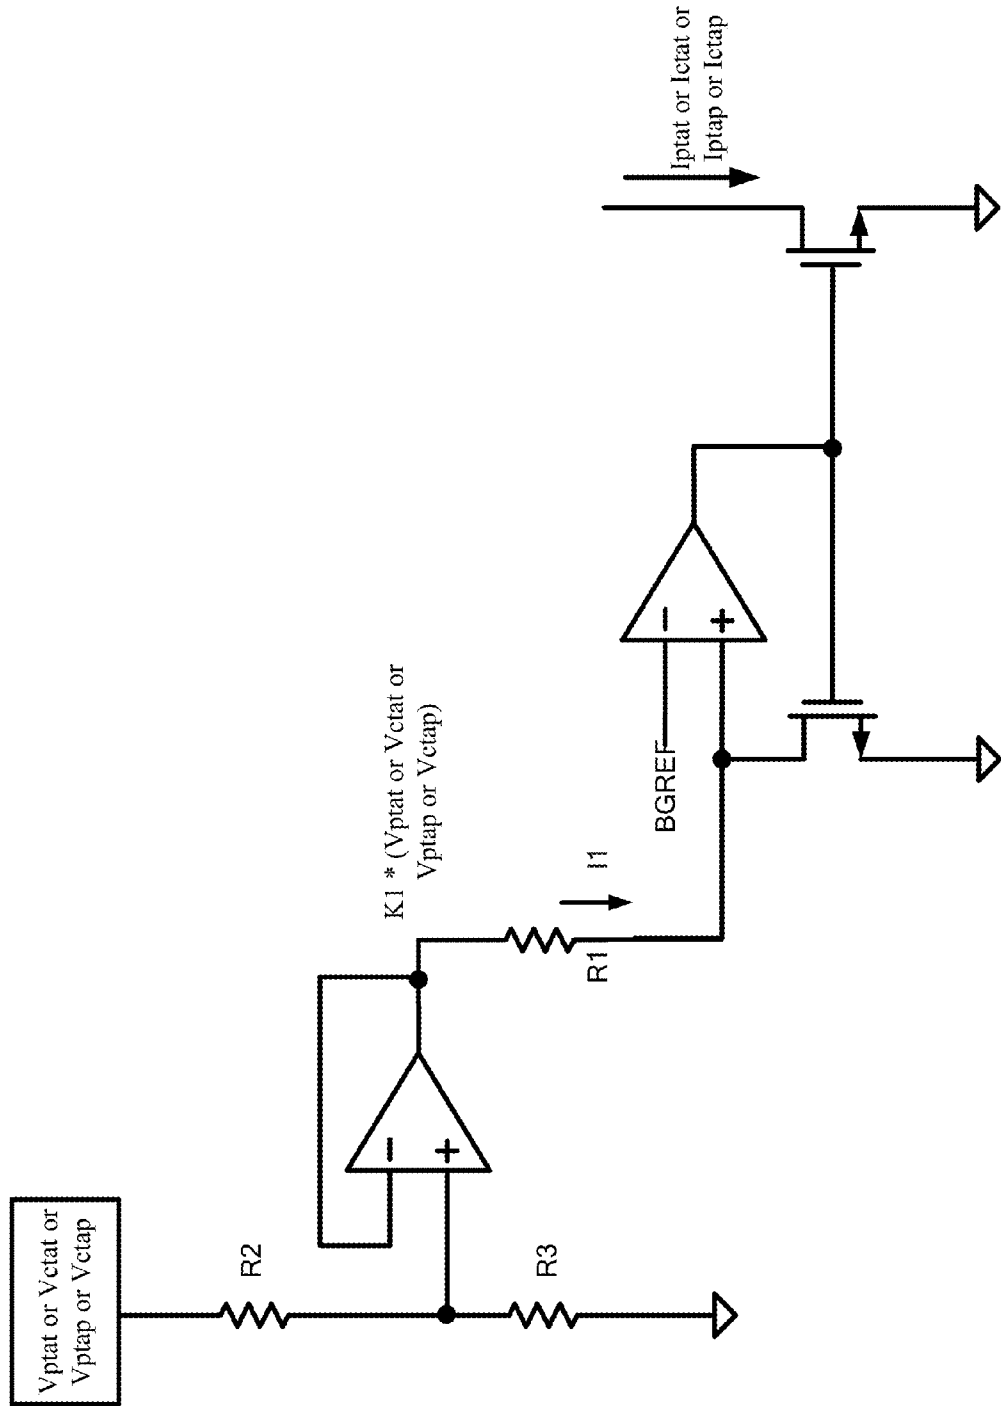 Vptat or Vctat or
Vptap or Vctap
R2
R3
−
+
K1 * (Vptat or Vctat or
Vptap or Vctap)
R1
I1
BGREF
−
+
Iptat or Ictat or
Iptap or Ictap